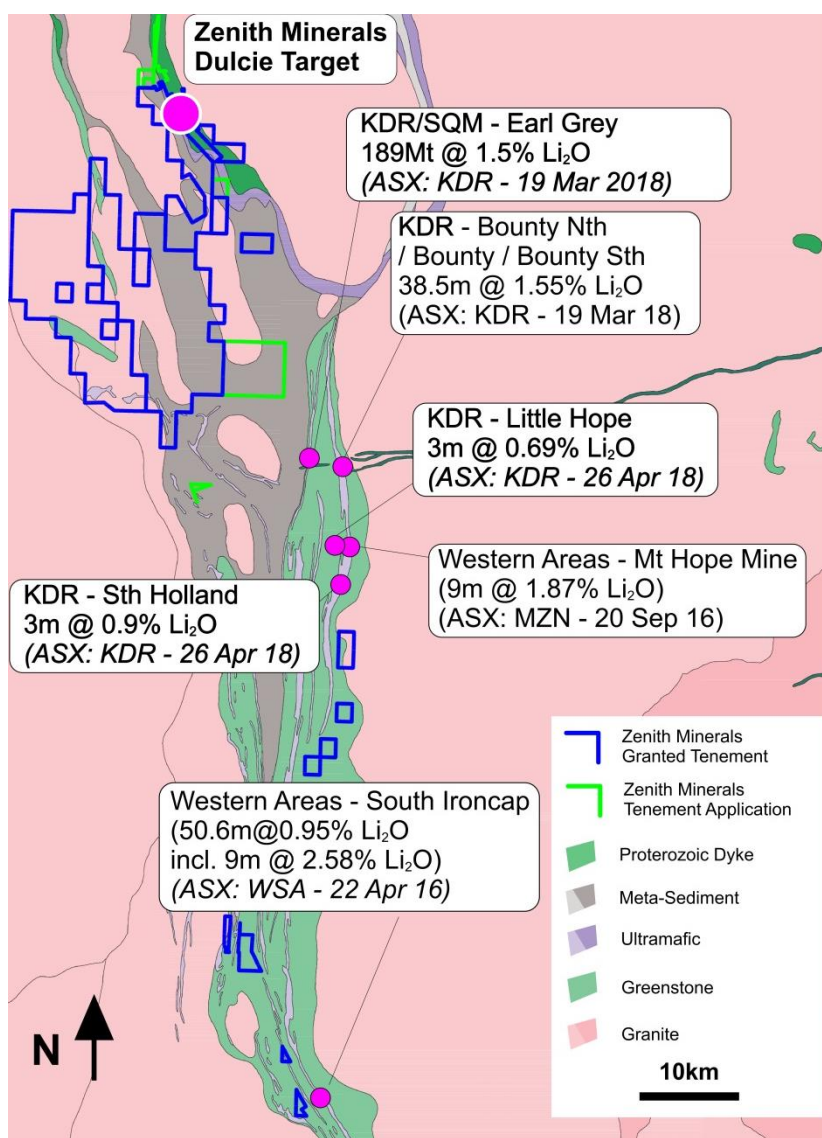 Zenith Minerals
Dulcie Target
KDR/SQM - Earl Grey
189Mt @ 1.5% Li₂O
(ASX: KDR - 19 Mar 2018)
KDR - Bounty Nth
/ Bounty / Bounty Sth
38.5m @ 1.55% Li₂O
(ASX: KDR - 19 Mar 18)
KDR - Little Hope
3m @ 0.69% Li₂O
(ASX: KDR - 26 Apr 18)
Western Areas - Mt Hope Mine
(9m @ 1.87% Li₂O)
(ASX: MZN - 20 Sep 16)
KDR - Sth Holland
3m @ 0.9% Li₂O
(ASX: KDR - 26 Apr 18)
Western Areas - South Ironcap
(50.6m@0.95% Li₂O
incl. 9m @ 2.58% Li₂O)
(ASX: WSA - 22 Apr 16)
Zenith Minerals
Granted Tenement
Zenith Minerals
Tenement Application
Proterozoic Dyke
Meta-Sediment
Ultramafic
Greenstone
Granite
10km
N